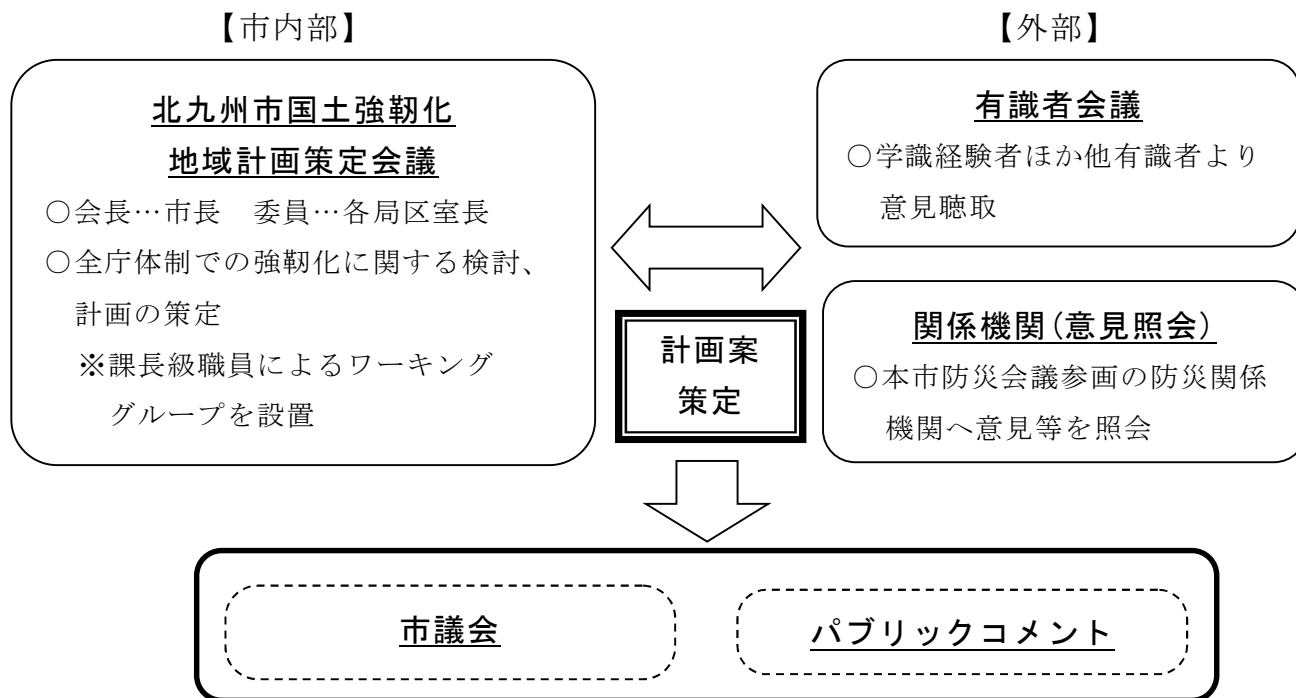 【市内部】
北九州市国土強靭化
地域計画策定会議
○会長…市長　委員…各局区室長
○全庁体制での強靭化に関する検討、
計画の策定
※課長級職員によるワーキング
グループを設置
【外部】
有識者会議
○学識経験者ほか他有識者より
意見聴取
関係機関(意見照会)
○本市防災会議参画の防災関係
機関へ意見等を照会
計画案
策定
市議会
パブリックコメント